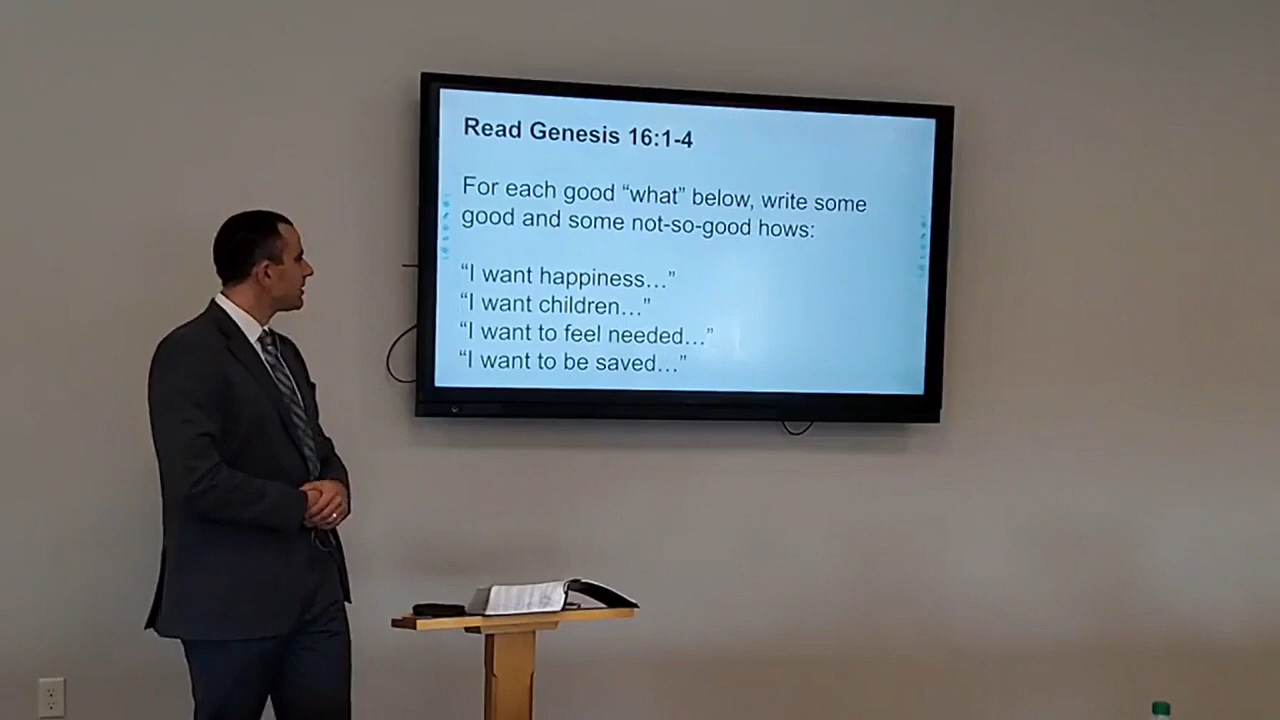 Read Genesis 16:1-4
For each good “what” below, write some
good and some not-so-good hows:
“I want happiness…”
“I want children…”
“I want to feel needed…”
“I want to be saved…”